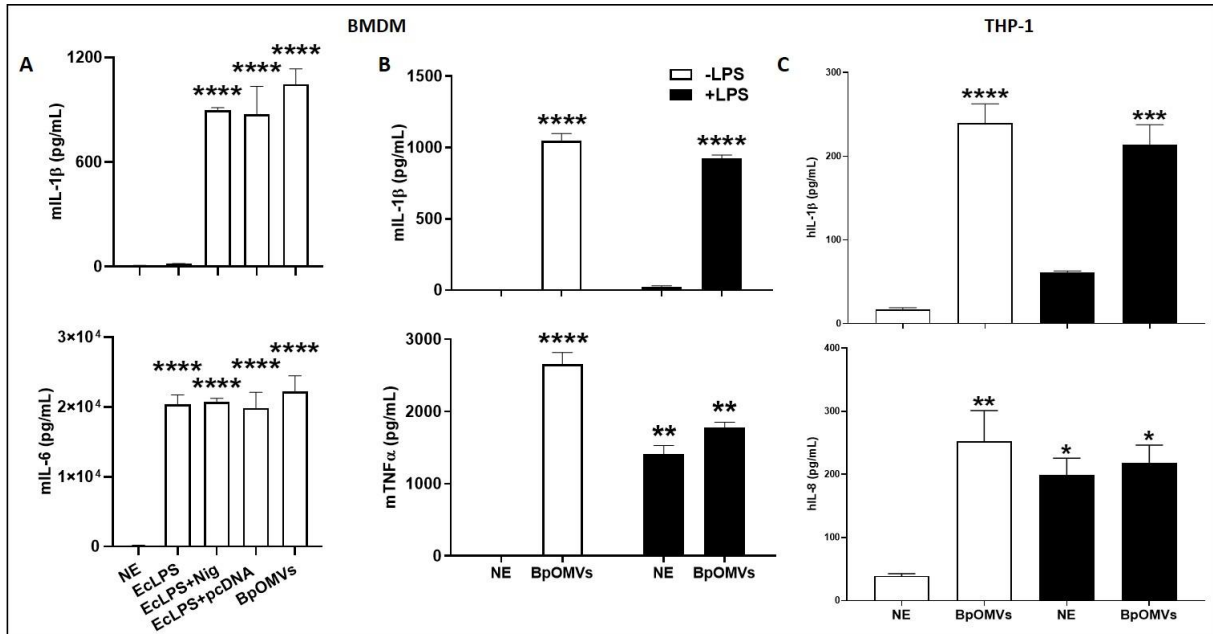 BMDM
THP-1
A
mIL-1β (pg/mL)
1200
600
0
****
****
****
mIL-6 (pg/mL)
3×10⁴
2×10⁴
1×10⁴
0
****
****
****
****
NE
EcLPS
EcLPS+Nig
EcLPS+pcDNA
BpOMVs
B
-LPS
+LPS
mIL-1β (pg/mL)
1500
1000
500
0
****
****
mTNFα (pg/mL)
3000
2000
1000
0
****
**
**
NE
BpOMVs
NE
BpOMVs
C
hIL-1β (pg/mL)
300
200
200
0
****
***
hIL-8 (pg/mL)
400
300
200
200
0
**
*
*
NE
BpOMVs
NE
BpOMVs